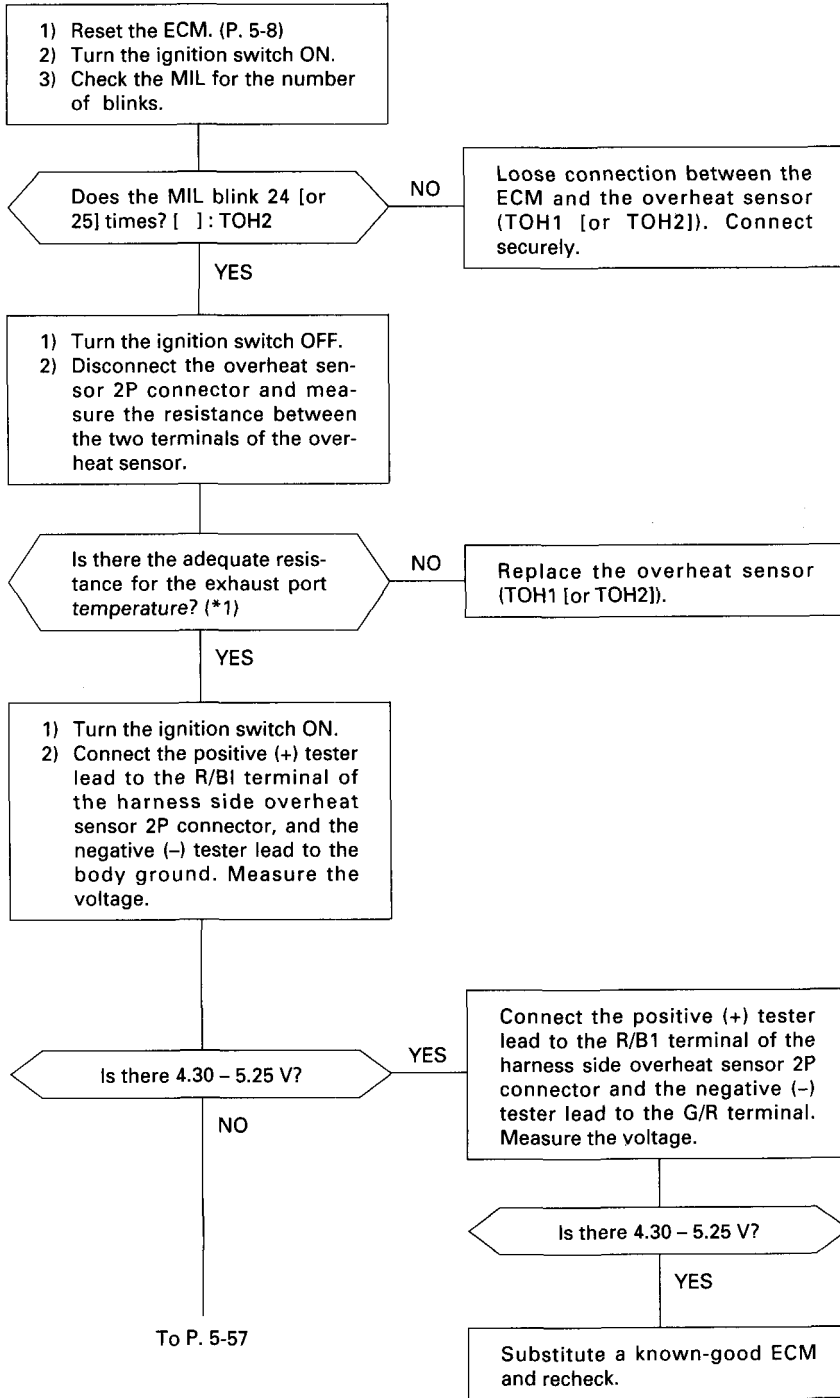 1) Reset the ECM. (P. 5-8)
2) Turn the ignition switch ON.
3) Check the MIL for the number
of blinks.
Does the MIL blink 24 [or
25] times? [ ] : TOH2
NO
Loose connection between the
ECM and the overheat sensor
(TOH1 [or TOH2]). Connect
securely.
YES
1) Turn the ignition switch OFF.
2) Disconnect the overheat sen-
sor 2P connector and mea-
sure the resistance between
the two terminals of the over-
heat sensor.
Is there the adequate resis-
tance for the exhaust port
temperature? (*1)
NO
Replace the overheat sensor
(TOH1 [or TOH2]).
YES
1) Turn the ignition switch ON.
2) Connect the positive (+) tester
lead to the R/Bl terminal of
the harness side overheat
sensor 2P connector, and the
negative (–) tester lead to the
body ground. Measure the
voltage.
Is there 4.30 – 5.25 V?
YES
Connect the positive (+) tester
lead to the R/B1 terminal of the
harness side overheat sensor 2P
connector and the negative (–)
tester lead to the G/R terminal.
Measure the voltage.
NO
Is there 4.30 – 5.25 V?
YES
To P. 5-57
Substitute a known-good ECM
and recheck.